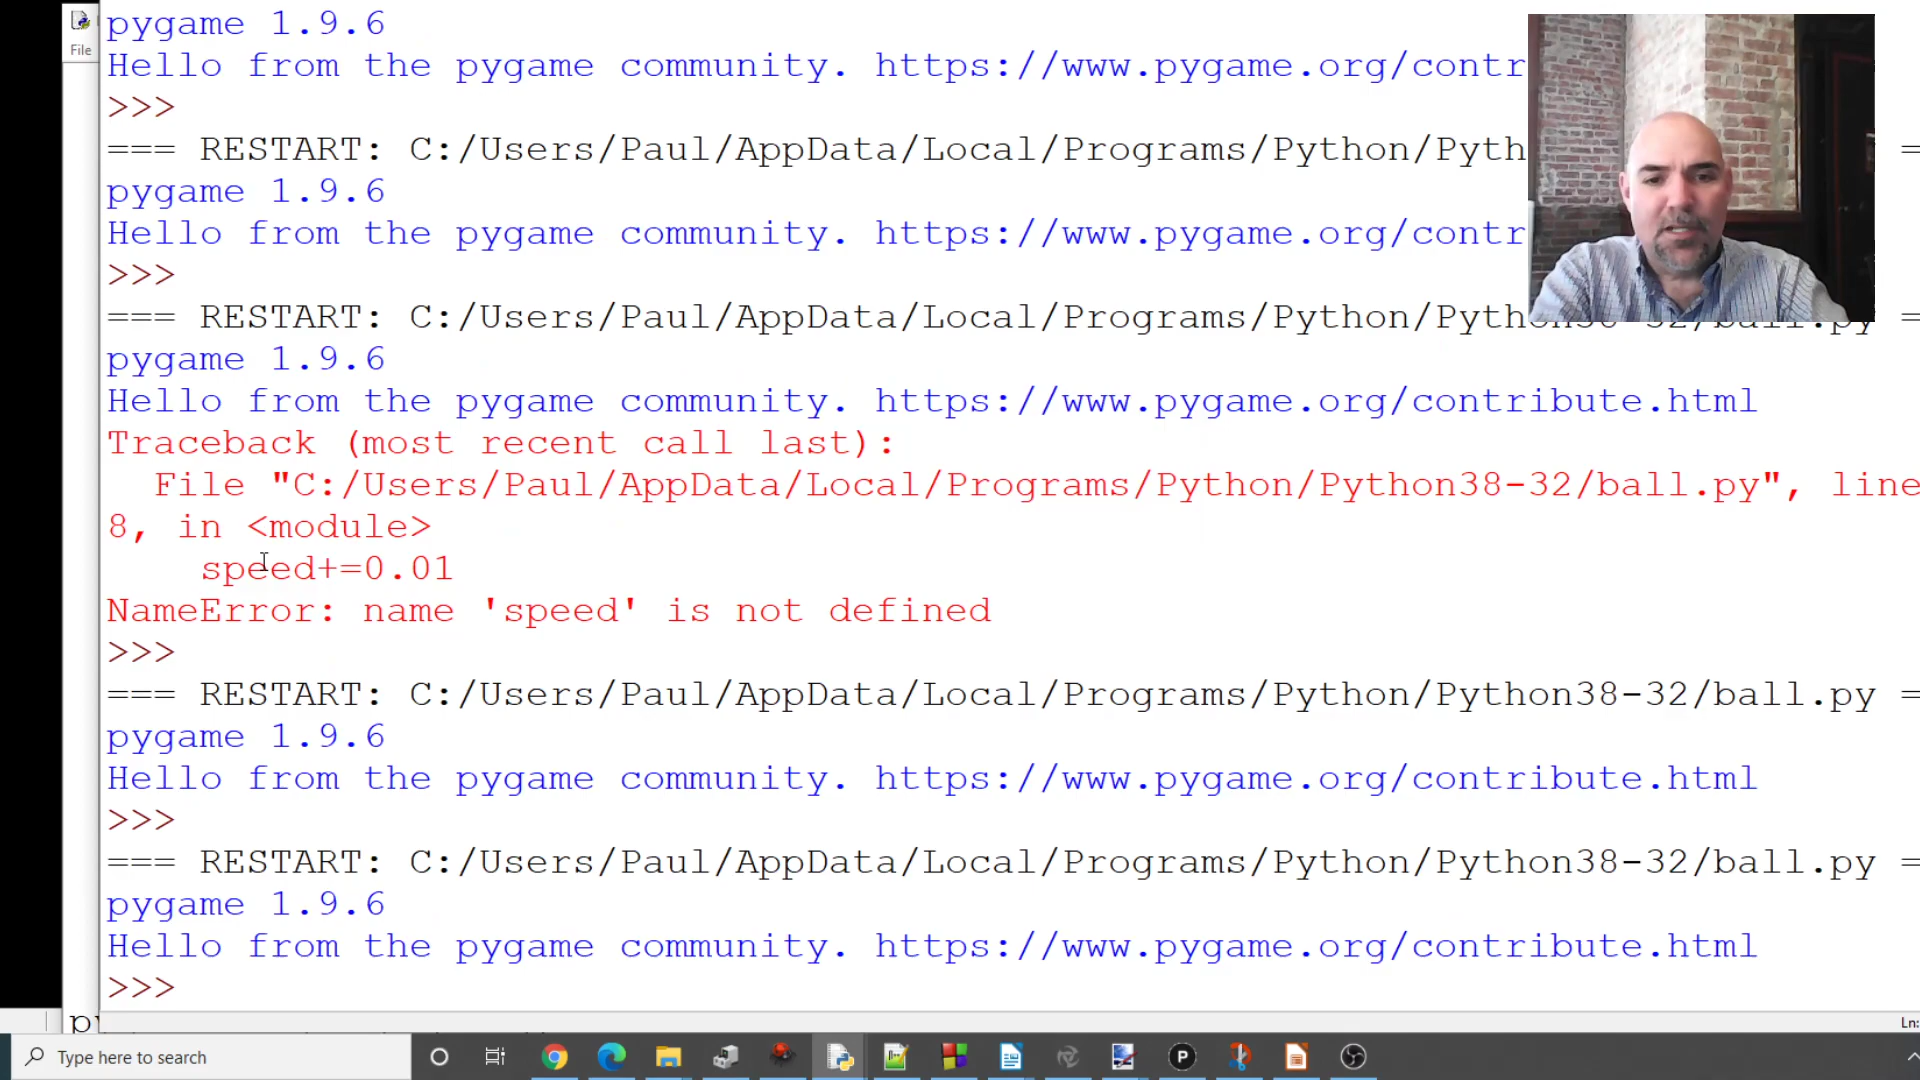 pygame 1.9.6
File
Hello from the pygame community. https://www.pygame.org/contr
>>>
=== RESTART: C:/Users/Paul/AppData/Local/Programs/Python/Pyth =
pygame 1.9.6
Hello from the pygame community. https://www.pygame.org/contr
>>>
=== RESTART: C:/Users/Paul/AppData/Local/Programs/Python/Python38-32/ball.py =
pygame 1.9.6
Hello from the pygame community. https://www.pygame.org/contribute.html
Traceback (most recent call last):
  File "C:/Users/Paul/AppData/Local/Programs/Python/Python38-32/ball.py", line
8, in <module>
    speed+=0.01
NameError: name 'speed' is not defined
>>>
=== RESTART: C:/Users/Paul/AppData/Local/Programs/Python/Python38-32/ball.py =
pygame 1.9.6
Hello from the pygame community. https://www.pygame.org/contribute.html
>>>
=== RESTART: C:/Users/Paul/AppData/Local/Programs/Python/Python38-32/ball.py =
pygame 1.9.6
Hello from the pygame community. https://www.pygame.org/contribute.html
>>>
Ln:
Type here to search